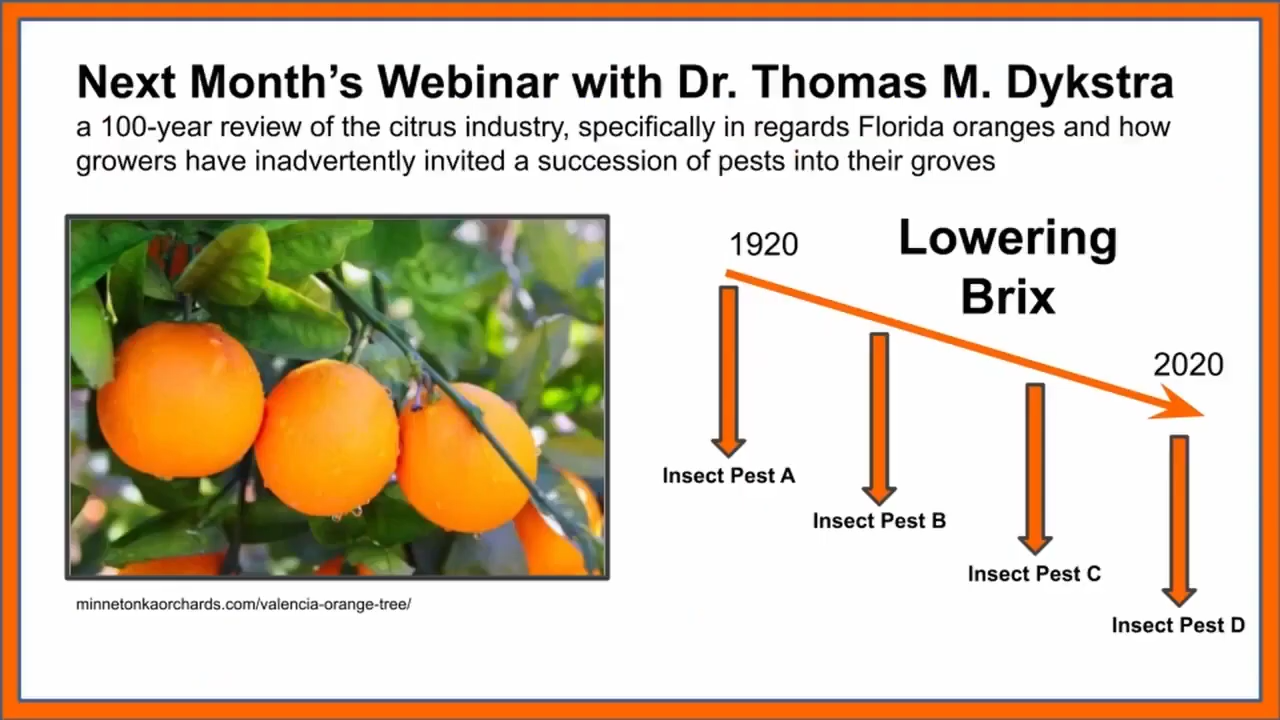 Next Month’s Webinar with Dr. Thomas M. Dykstra
a 100-year review of the citrus industry, specifically in regards Florida oranges and how
growers have inadvertently invited a succession of pests into their groves
1920
Lowering
Brix
2020
Insect Pest A
Insect Pest B
Insect Pest C
Insect Pest D
minnetonkaorchards.com/valencia-orange-tree/